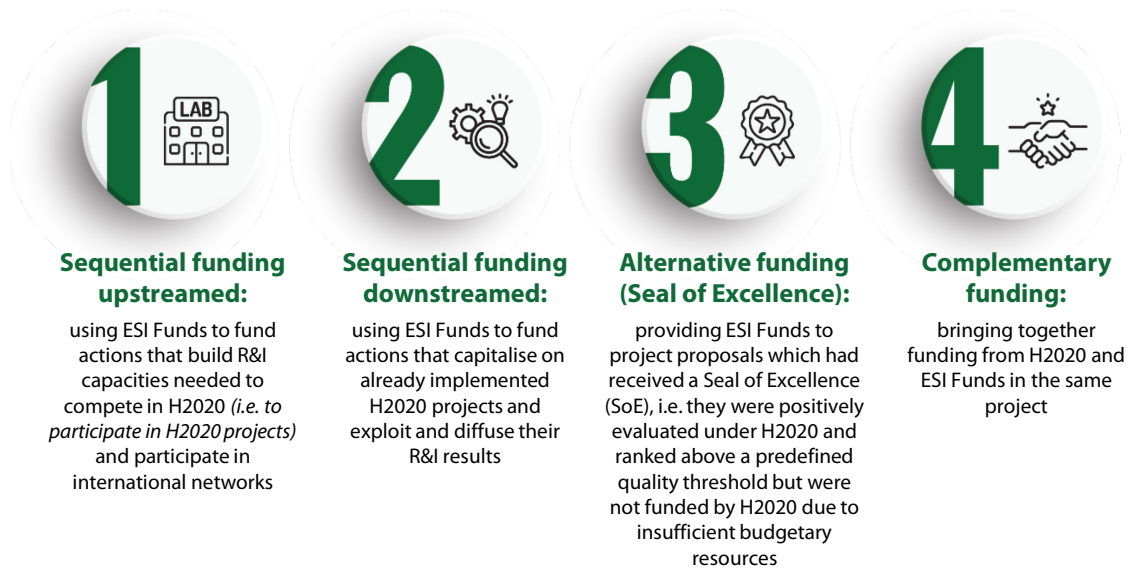 1
LAB
Sequential funding
upstreamed:
using ESI Funds to fund
actions that build R&I
capacities needed to
compete in H2020 (i.e. to
participate in H2020 projects)
and participate in
international networks
2
Sequential funding
downstreamed:
using ESI Funds to fund
actions that capitalise on
already implemented
H2020 projects and
exploit and diffuse their
R&I results
3
Alternative funding
(Seal of Excellence):
providing ESI Funds to
project proposals which had
received a Seal of Excellence
(SoE), i.e. they were positively
evaluated under H2020 and
ranked above a predefined
quality threshold but were
not funded by H2020 due to
insufficient budgetary
resources
4
Complementary
funding:
bringing together
funding from H2020 and
ESI Funds in the same
project